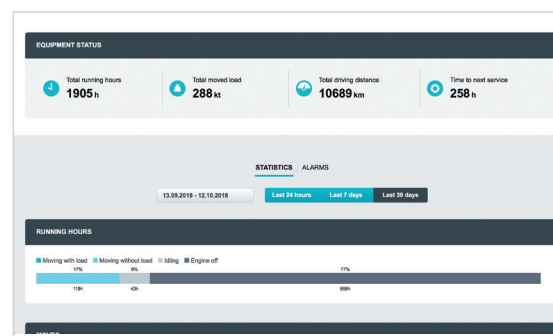 EQUIPMENT STATUS
Total running hours
1905 h
Total moved load
288 kt
Total driving distance
10689 km
Time to next service
258 h
STATISTICS ALARMS
13.09.2018 - 12.10.2018
Last 24 hours Last 7 days Last 30 days
RUNNING HOURS
Moving with load Moving without load Idling Engine off
17% 6% 77%
43h